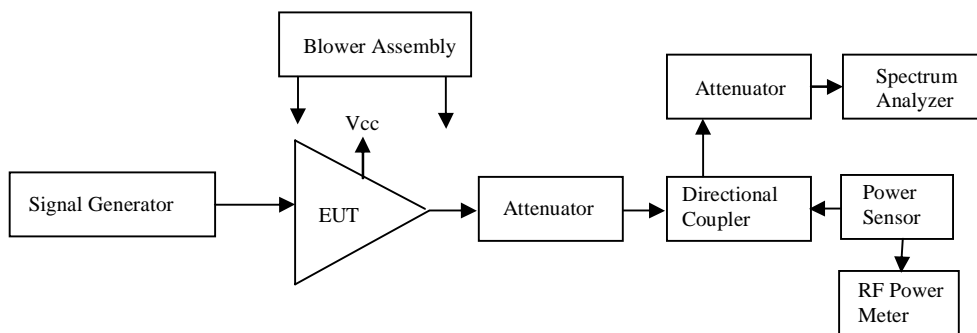 Blower Assembly
Vcc
Attenuator
Spectrum
Analyzer
Signal Generator
EUT
Attenuator
Directional
Coupler
Power
Sensor
RF Power
Meter